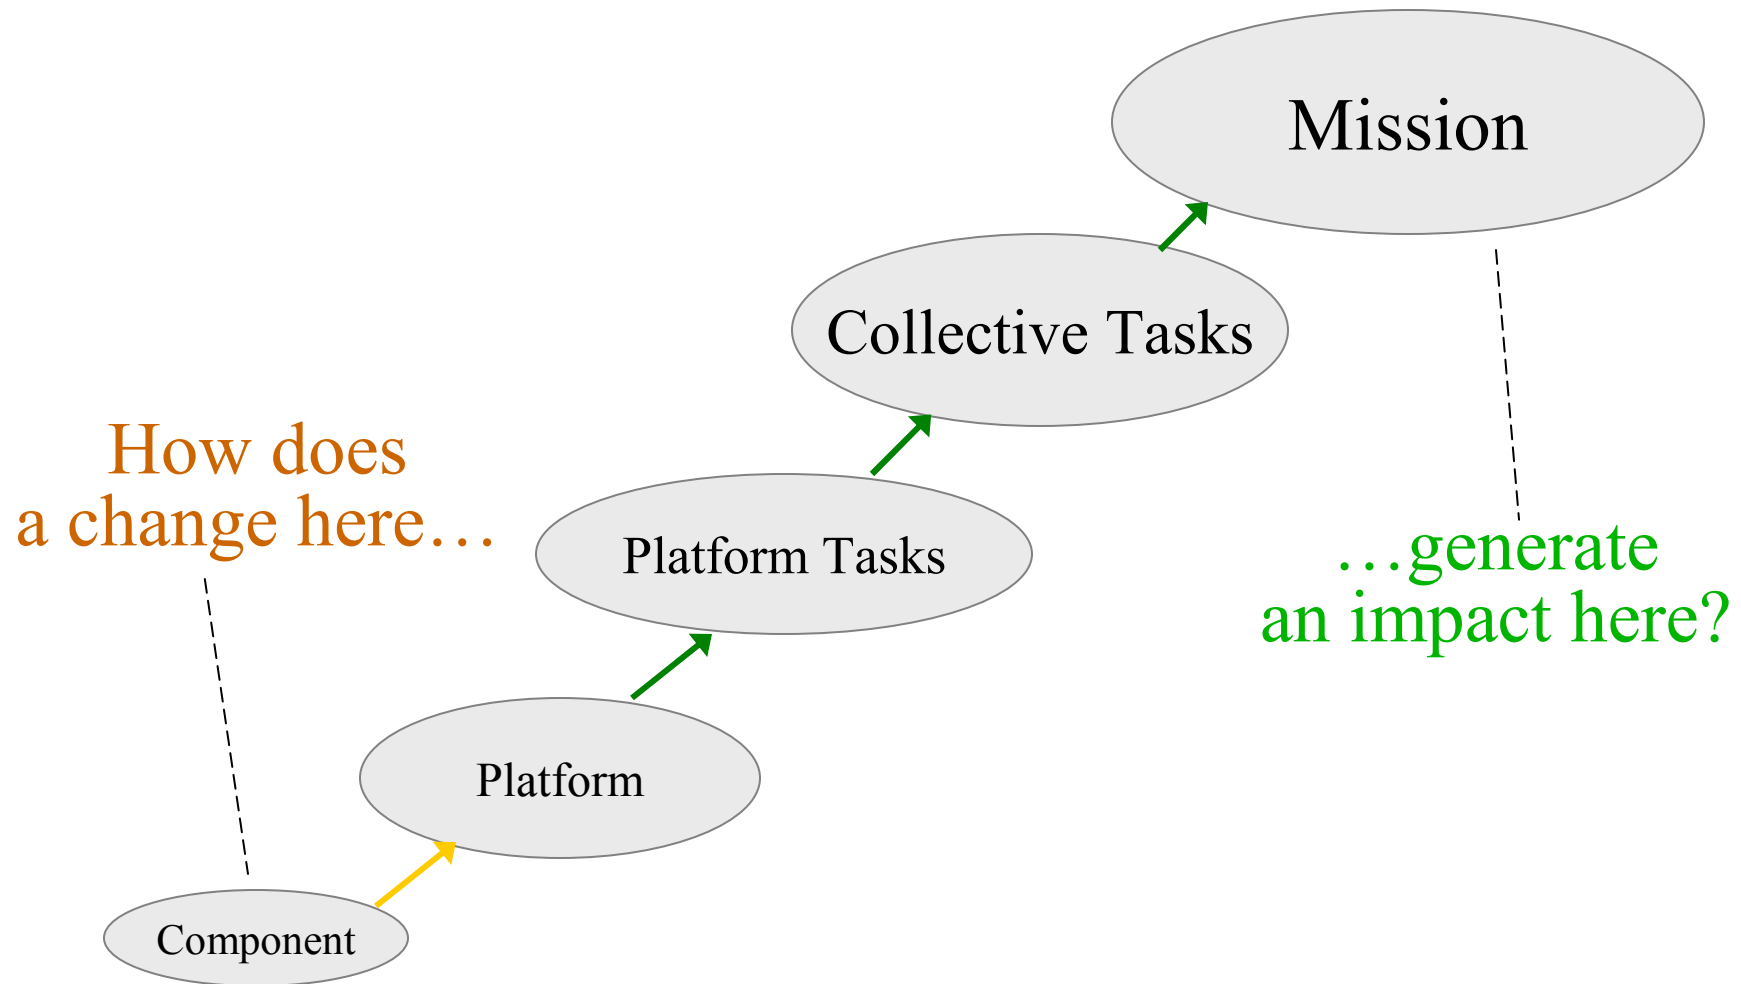 Mission
Collective Tasks
How does
a change here…
Platform Tasks
…generate
an impact here?
Platform
Component